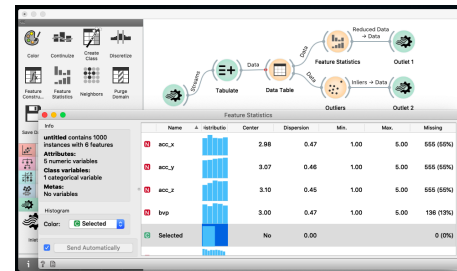 Color
Continuize
Create
Class
Discretize
Feature
Constru...
Feature
Statistics
Neighbors
Purge
Domain
Save Da
Streams
Tabulate
Data
Data Table
Data
Data
Feature Statistics
Reduced Data
→ Data
Outlet 1
Outliers
Inliers → Data
Outlet 2
Feature Statistics
Info
untitled contains 1000
instances with 6 features
Attributes:
5 numeric variables
Class variables:
1 categorical variable
Metas:
No variables
Histogram
Color: C Selected
Send Automatically
Name Distributic Center Dispersion Min. Max. Missing
N acc_x 2.98 0.47 1.00 5.00 555 (55%)
N acc_y 3.07 0.46 1.00 5.00 555 (55%)
N acc_z 3.10 0.45 1.00 5.00 555 (55%)
N bvp 3.00 0.47 1.00 5.00 136 (13%)
C Selected No 0.00 0 (0%)
Inlet